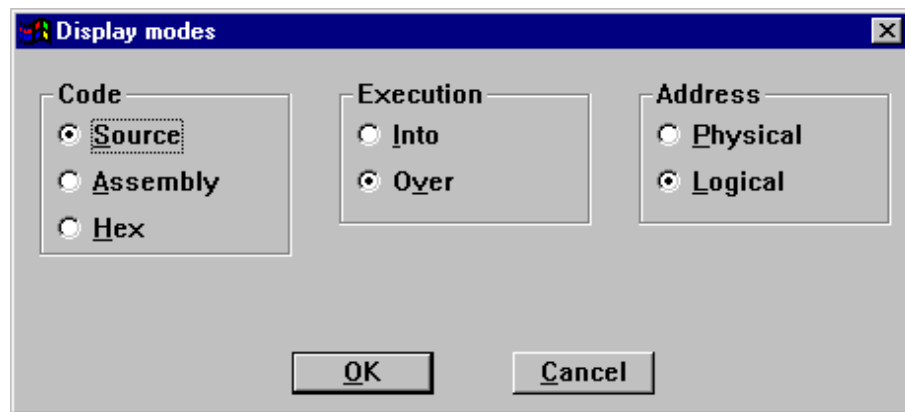 Display modes
Code
Source
Assembly
Hex
Execution
Into
Over
Address
Physical
Logical
OK
Cancel